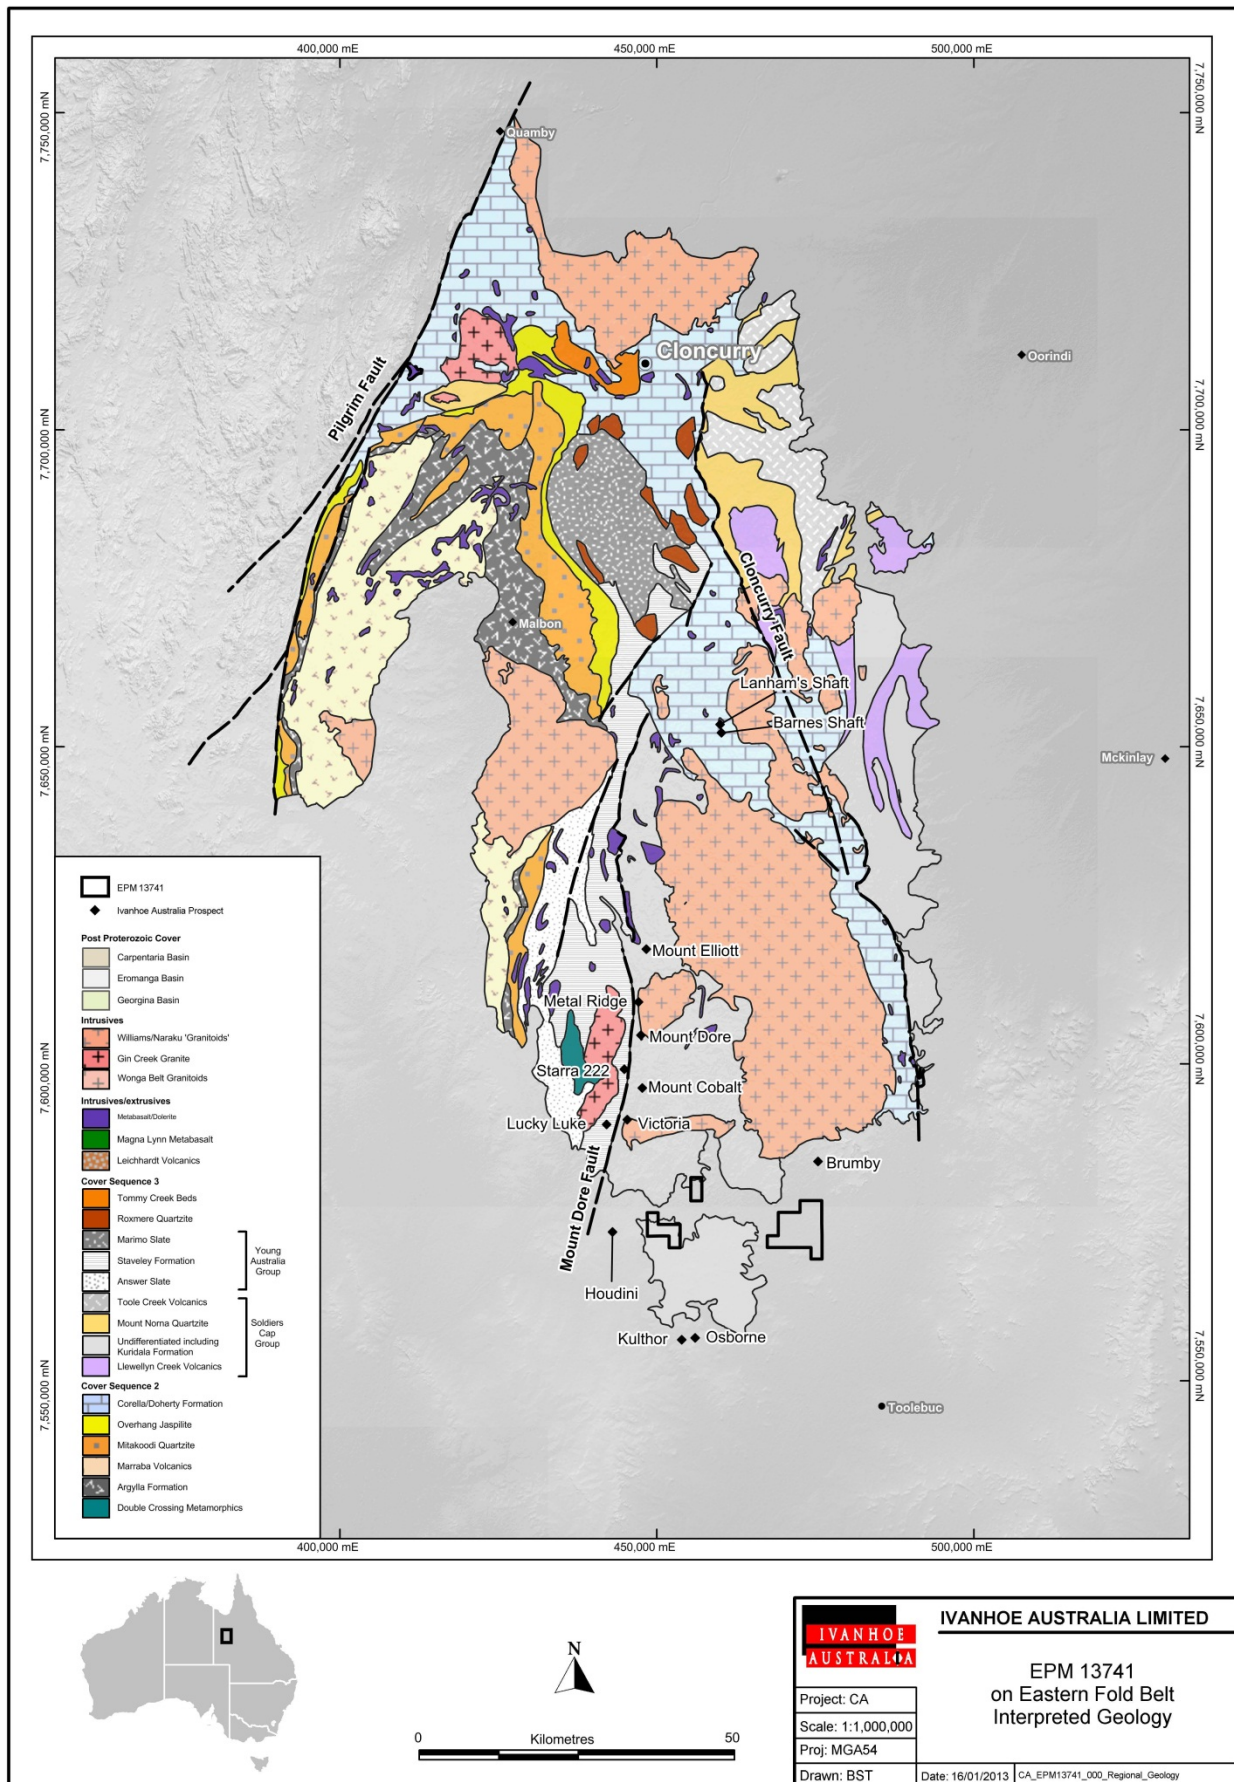 400,000 mE
450,000 mE
500,000 mE
7,750,000 mN
7,750,000 mN
Quamby
Oorindi
Cloncurry
Pilgrim Fault
7,700,000 mN
7,700,000 mN
Cloncurry Fault
Malbon
Lanham's Shaft
Barnes Shaft
7,650,000 mN
7,650,000 mN
Mckinlay
Mount Elliott
Metal Ridge
Mount Dore
Starra 222
Mount Cobalt
Lucky Luke
Victoria
7,600,000 mN
7,600,000 mN
Brumby
Mount Dore Fault
Houdini
Kulthor
Osborne
7,550,000 mN
7,550,000 mN
Toolebuc
EPM 13741
Ivanhoe Australia Prospect
Post Proterozoic Cover
Carpentaria Basin
Eromanga Basin
Georgina Basin
Intrusives
Williams/Naraku 'Granitoids'
Gin Creek Granite
Wonga Belt Granitoids
Intrusives/extrusives
Metabasalt/Dolerite
Magna Lynn Metabasalt
Leichhardt Volcanics
Cover Sequence 3
Tommy Creek Beds
Roxmere Quartzite
Marimo Slate
Staveley Formation
Answer Slate
Young
Australia
Group
Toole Creek Volcanics
Mount Norna Quartzite
Undifferentiated including
Kuridala Formation
Llewellyn Creek Volcanics
Soldiers
Cap
Group
Cover Sequence 2
Corella/Doherty Formation
Overhang Jaspilite
Mitakoodi Quartzite
Marraba Volcanics
Argylla Formation
Double Crossing Metamorphics
400,000 mE
450,000 mE
500,000 mE
N
0
Kilometres
50
IVANHOE
AUSTRALIA
IVANHOE AUSTRALIA LIMITED
EPM 13741
on Eastern Fold Belt
Interpreted Geology
Project: CA
Scale: 1:1,000,000
Proj: MGA54
Drawn: BST
Date: 16/01/2013
CA_EPM13741_000_Regional_Geology